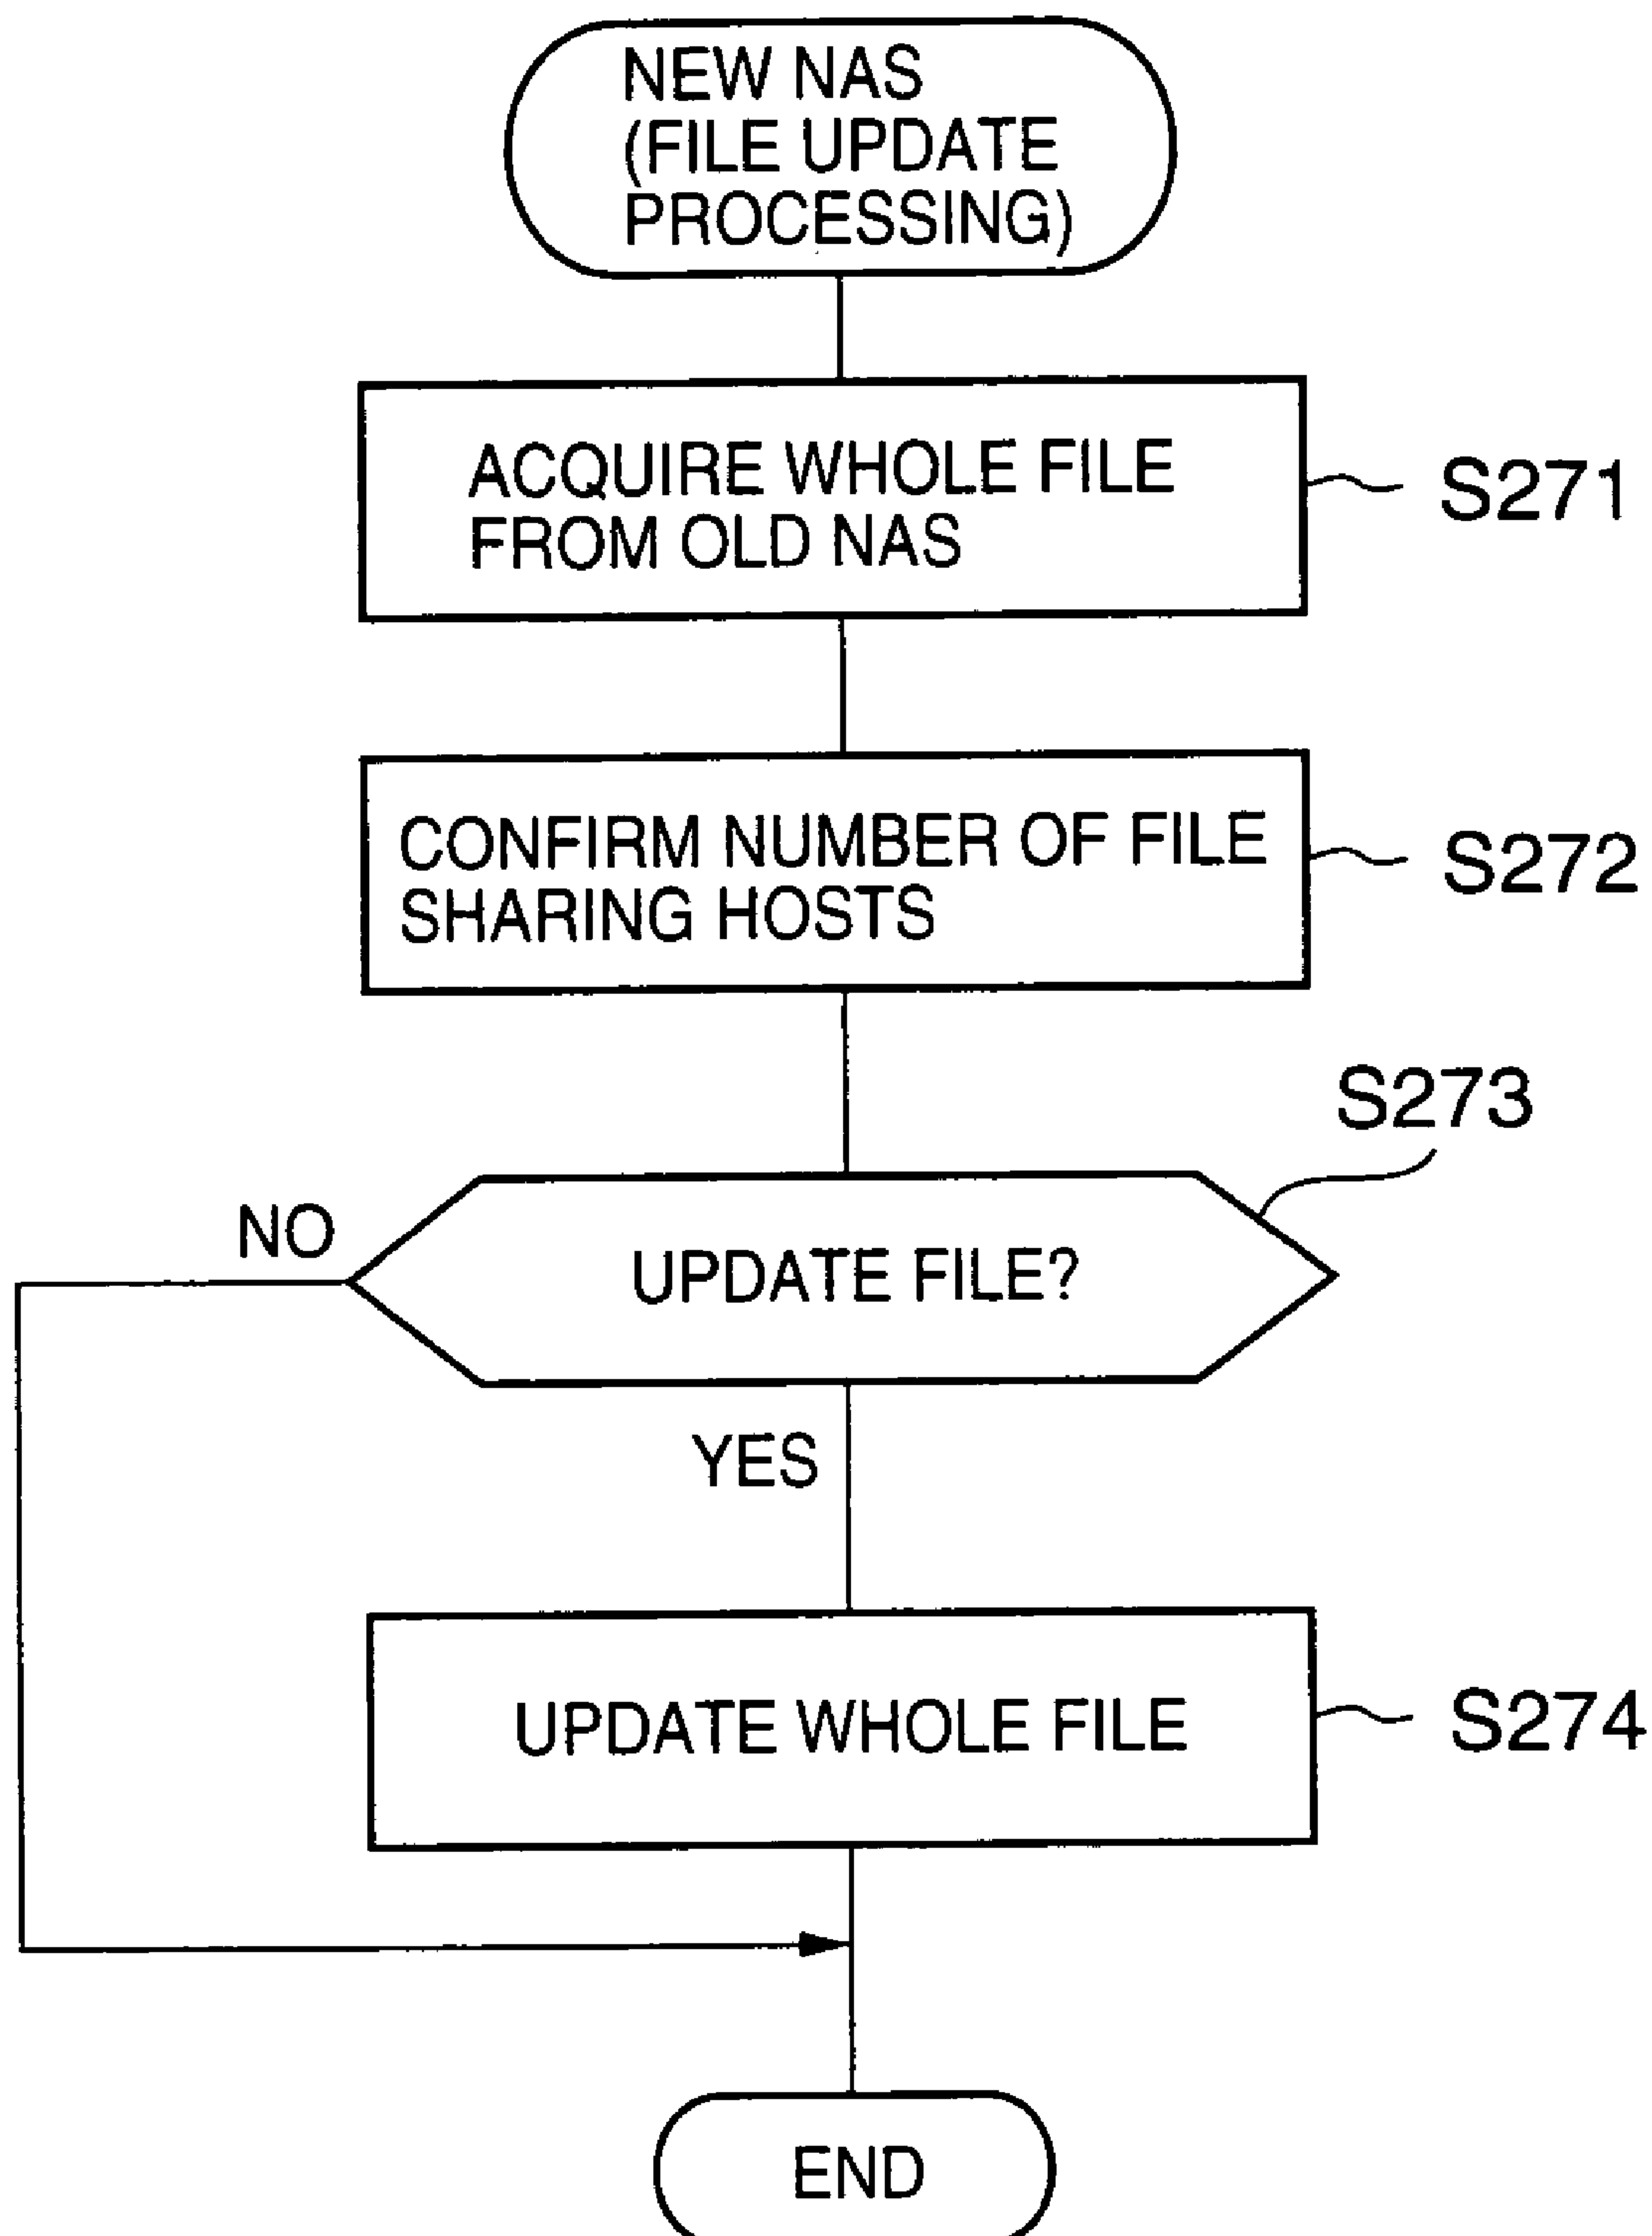 NEW NAS
(FILE UPDATE
PROCESSING)
ACQUIRE WHOLE FILE
FROM OLD NAS
S271
CONFIRM NUMBER OF FILE
SHARING HOSTS
S272
S273
NO
UPDATE FILE?
YES
UPDATE WHOLE FILE
S274
END